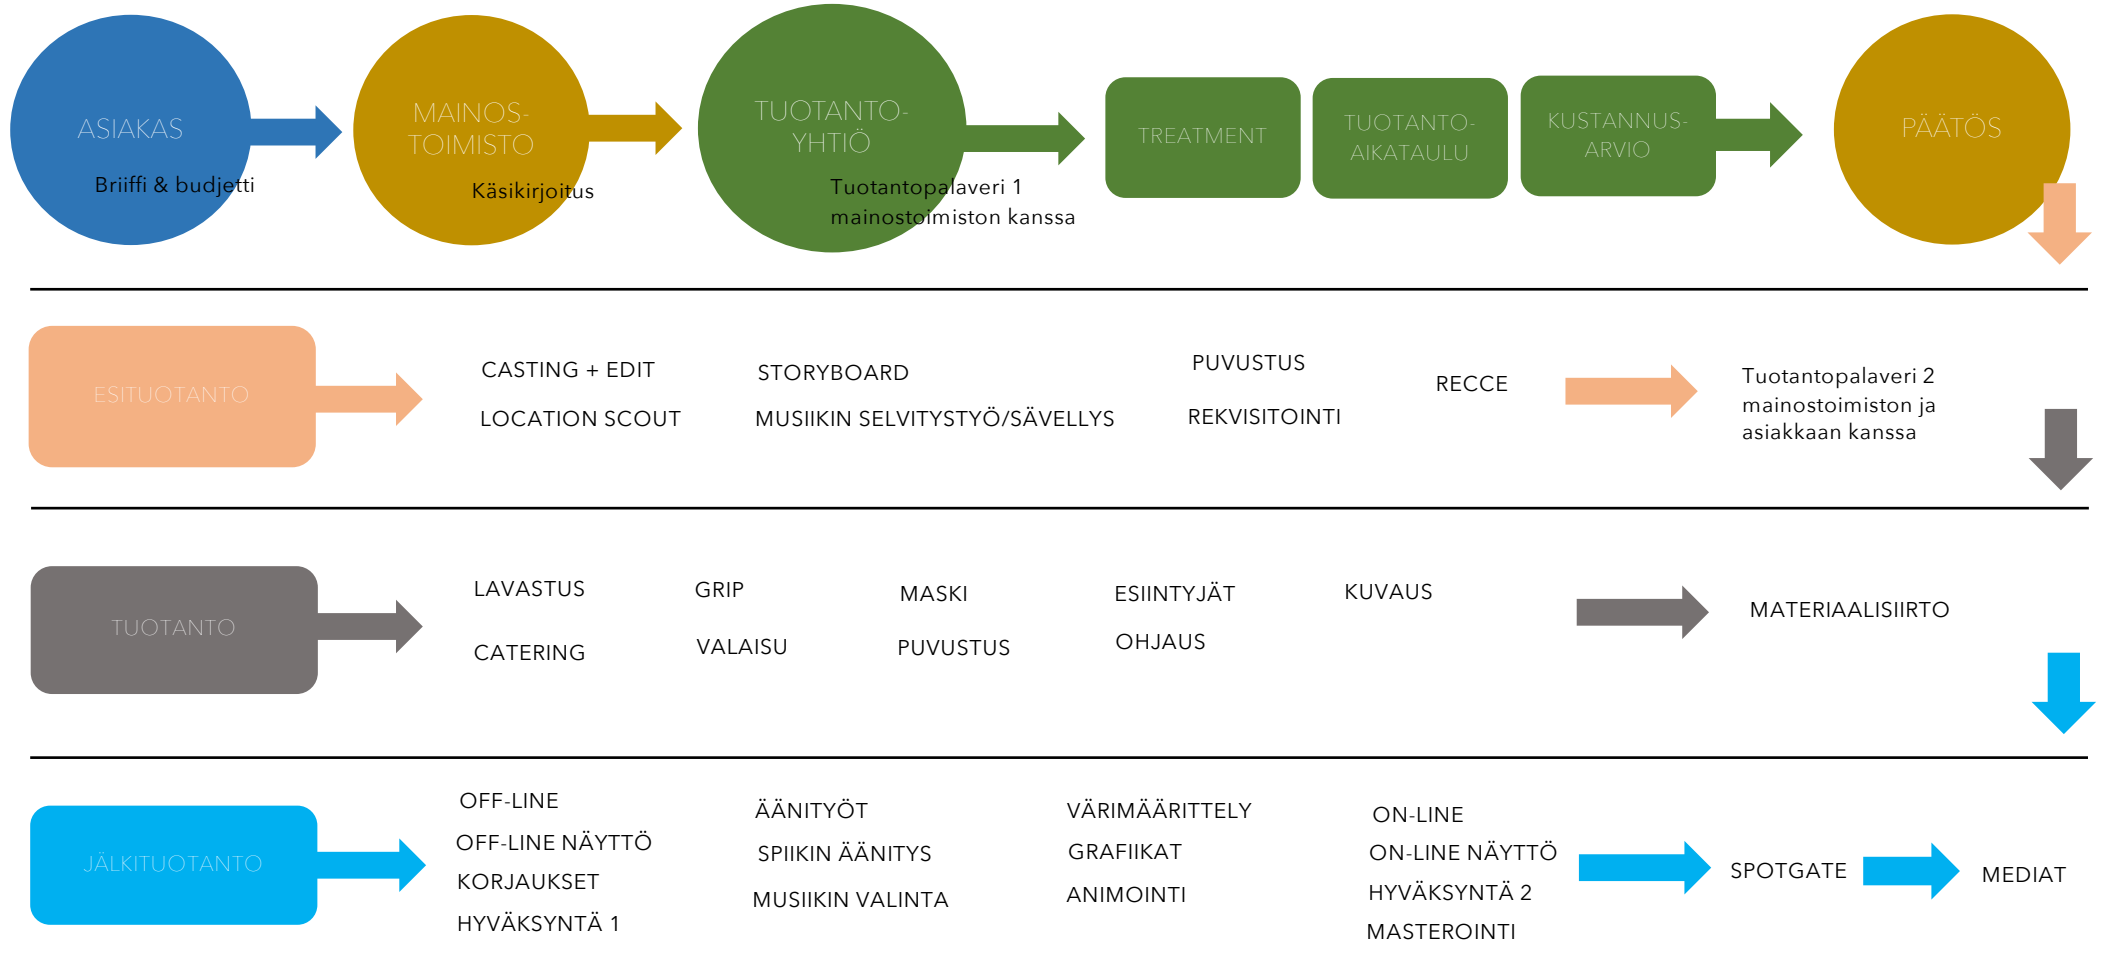 ASIAKAS
Briiffi & budjetti
MAINOS-
TOIMISTO
Käsikirjoitus
TUOTANTO-
YHTIÖ
Tuotantopalaveri 1
mainostoimiston kanssa
TREATMENT
TUOTANTO-
AIKATAULU
KUSTANNUS-
ARVIO
PÄÄTÖS
ESITUOTANTO
CASTING + EDIT
LOCATION SCOUT
STORYBOARD
MUSIIKIN SELVITYSTYÖ/SÄVELLYS
PUVUSTUS
REKVISITOINTI
RECCE
Tuotantopalaveri 2
mainostoimiston ja
asiakkaan kanssa
TUOTANTO
LAVASTUS
CATERING
GRIP
VALAISU
MASKI
PUVUSTUS
ESIINTYJÄT
OHJAUS
KUVAUS
MATERIAALISIIRTO
JÄLKITUOTANTO
OFF-LINE
OFF-LINE NÄYTTÖ
KORJAUKSET
HYVÄKSYNTÄ 1
ÄÄNITYÖT
SPIIKIN ÄÄNITYS
MUSIIKIN VALINTA
VÄRIMÄÄRITTELY
GRAFIIKAT
ANIMOINTI
ON-LINE
ON-LINE NÄYTTÖ
HYVÄKSYNTÄ 2
MASTEROINTI
SPOTGATE
MEDIAT